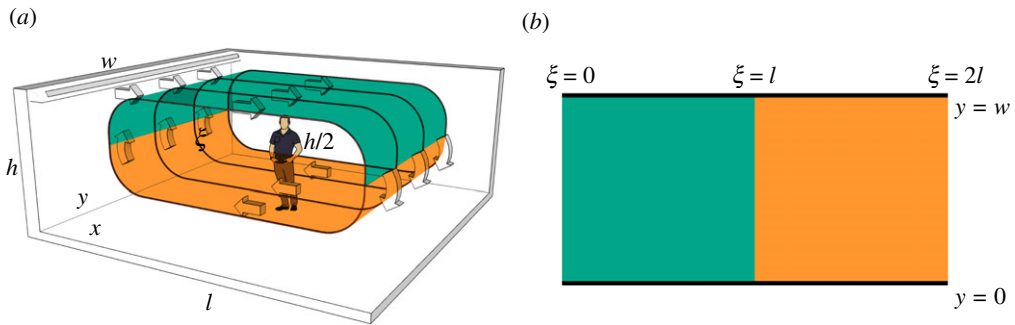 (a)
w
h
ξ
h/2
y
x
l
(b)
ξ = 0
ξ = l
ξ = 2l
y = w
y = 0